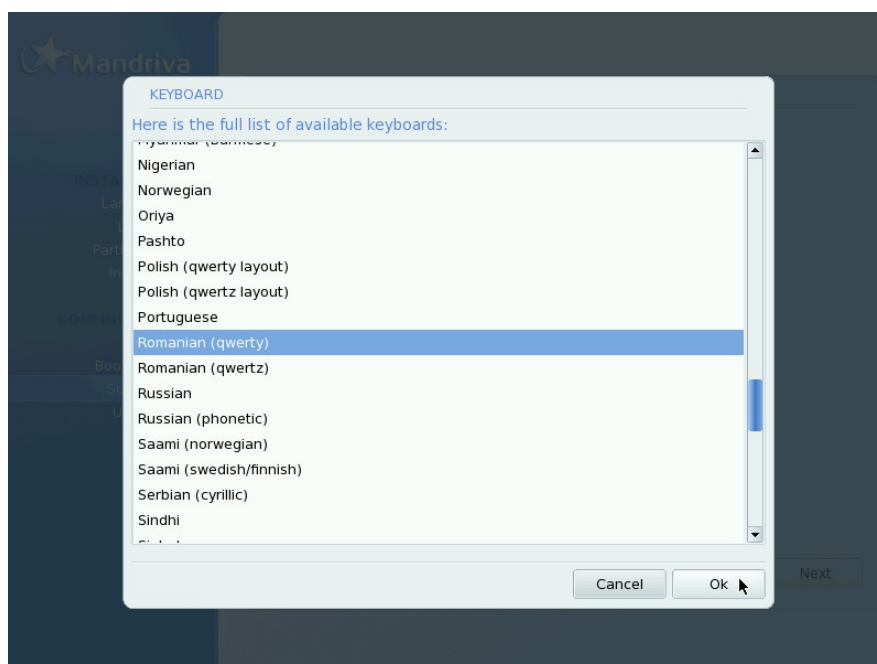 Mandriva
KEYBOARD
Here is the full list of available keyboards:
Myanmar (Burmese)
Nigerian
Norwegian
Oriya
Pashto
Polish (qwerty layout)
Polish (qwertz layout)
Portuguese
Romanian (qwerty)
Romanian (qwertz)
Russian
Russian (phonetic)
Saami (norwegian)
Saami (swedish/finnish)
Serbian (cyrillic)
Sindhi
Cancel
Ok
Next